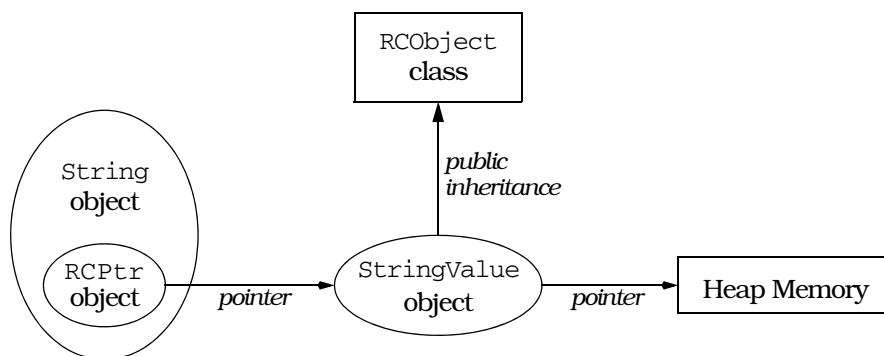 RCObject
class
public
inheritance
String
object
RCPtr
object
pointer
StringValue
object
pointer
Heap Memory